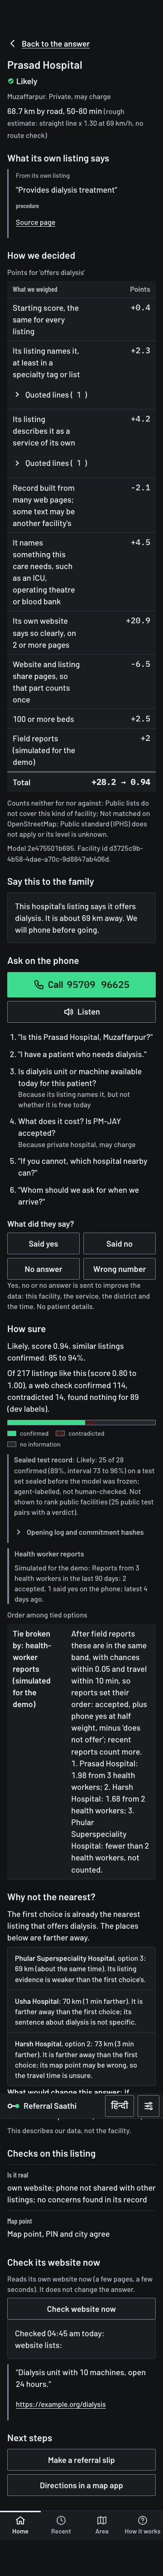 Back to the answer
Prasad Hospital
Likely
Muzaffarpur. Private, may charge
68.7 km by road, 50-80 min (rough
estimate: straight line x 1.30 at 69 km/h, no
route check)
What its own listing says
From its own listing
"Provides dialysis treatment"
procedure
Source page
How we decided
Points for 'offers dialysis'
What we weighed Points
Starting score, the +0.4
same for every
listing
Its listing names it, +2.3
at least in a
specialty tag or list
Quoted lines ( 1 )
Its listing +4.2
describes it as a
service of its own
Quoted lines ( 1 )
Record built from -2.1
many web pages;
some text may be
another facility's
It names +4.5
something this
care needs, such
as an ICU,
operating theatre
or blood bank
Its own website +20.9
says so clearly, on
2 or more pages
Website and listing -6.5
share pages, so
that part counts
once
100 or more beds +2.5
Field reports +2
(simulated for the
demo)
Total +28.2 → 0.94
Counts neither for nor against: Public lists do
not cover this kind of facility; Not matched on
OpenStreetMap; Public standard (IPHS) does
not apply or its level is unknown.
Model 2e475501b695. Facility id d3725c9b-
4b58-4dae-a70c-9d8847ab406d.
Say this to the family
This hospital's listing says it offers
dialysis. It is about 69 km away. We
will phone before going.
Ask on the phone
Call 95709 96625
Listen
1. "Is this Prasad Hospital, Muzaffarpur?"
2. "I have a patient who needs dialysis."
3. Is dialysis unit or machine available
today for this patient?
Because its listing names it, but not
whether it is free today
4. What does it cost? Is PM-JAY
accepted?
Because private hospital, may charge
5. "If you cannot, which hospital nearby
can?"
6. "Whom should we ask for when we
arrive?"
What did they say?
Said yes
Said no
No answer
Wrong number
Yes, no or no answer is sent to improve the
data: this facility, the service, the district and
the time. No patient details.
How sure
Likely, score 0.94. similar listings
confirmed: 85 to 94%.
Of 217 listings like this (score 0.80 to
1.00), a web check confirmed 114,
contradicted 14, found nothing for 89
(dev labels).
confirmed contradicted
no information
Sealed test record: Likely: 25 of 28
confirmed (89%, interval 73 to 96%) on a test
set sealed before the model was frozen;
agent-labelled, not human-checked. Not
shown to rank public facilities (25 public test
pairs with a verdict).
Opening log and commitment hashes
Health worker reports
Simulated for the demo: Reports from 3
health workers in the last 90 days: 2
accepted, 1 said yes on the phone; latest 4
days ago.
Order among tied options
Tie broken
by: health-
worker
reports
(simulated
for the
demo)
After field reports
these are in the same
band, with chances
within 0.05 and travel
within 10 min, so
reports set their
order: accepted, plus
phone yes at half
weight, minus 'does
not offer'; recent
reports count more.
1. Prasad Hospital:
1.98 from 3 health
workers; 2. Harsh
Hospital: 1.68 from 2
health workers; 3.
Phular
Superspeciality
Hospital: fewer than 2
health workers, not
counted.
Why not the nearest?
The first choice is already the nearest
listing that offers dialysis. The places
below are farther away.
Phular Superspeciality Hospital, option 3:
69 km (about the same time). Its listing
evidence is weaker than the first choice's.
Usha Hospital: 70 km (1 min farther). It is
farther away than the first choice; its
sentence about dialysis is not specific.
Harsh Hospital, option 2: 73 km (3 min
farther). It is farther away than the first
choice; its map point may be wrong, so
the travel time is unsure.
What would change this answer: If
Referral Saathi
हिन्दी
This describes our data, not the facility.
Checks on this listing
Is it real
own website; phone not shared with other
listings; no concerns found in its record
Map point
Map point, PIN and city agree
Check its website now
Reads its own website now (a few pages, a few
seconds). It does not change the answer.
Check website now
Checked 04:45 am today:
website lists:
"Dialysis unit with 10 machines, open
24 hours."
https://example.org/dialysis
Next steps
Make a referral slip
Directions in a map app
Home
Recent
Area
How it works